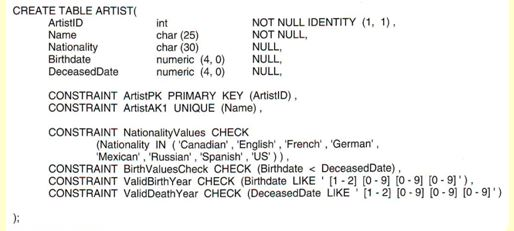 CREATE TABLE ARTIST(
ArtistID int NOT NULL IDENTITY (1, 1) ,
Name char (25) NOT NULL,
Nationality char (30) NULL,
Birthdate numeric (4, 0) NULL,
DeceasedDate numeric (4, 0) NULL,
CONSTRAINT ArtistPK PRIMARY KEY (ArtistID) ,
CONSTRAINT ArtistAK1 UNIQUE (Name) ,
CONSTRAINT NationalityValues CHECK
(Nationality IN ( 'Canadian' , 'English' , 'French' , 'German' ,
'Mexican' , 'Russian' , 'Spanish' , 'US' ) ) ,
CONSTRAINT BirthValuesCheck CHECK (Birthdate < DeceasedDate) ,
CONSTRAINT ValidBirthYear CHECK (Birthdate LIKE ' [1 - 2] [0 - 9] [0 - 9] [0 - 9] ' ) ,
CONSTRAINT ValidDeathYear CHECK (DeceasedDate LIKE ' [1 - 2] [0 - 9] [0 - 9] [0 - 9] ' )
);